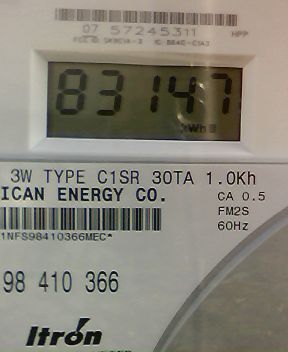 07 57245311 HPP
83147
kWh
3W TYPE C1SR 30TA 1.0Kh
ICAN ENERGY CO. CA 0.5
FM2S
60Hz
1NFS98410366MEC*
98 410 366
Itron